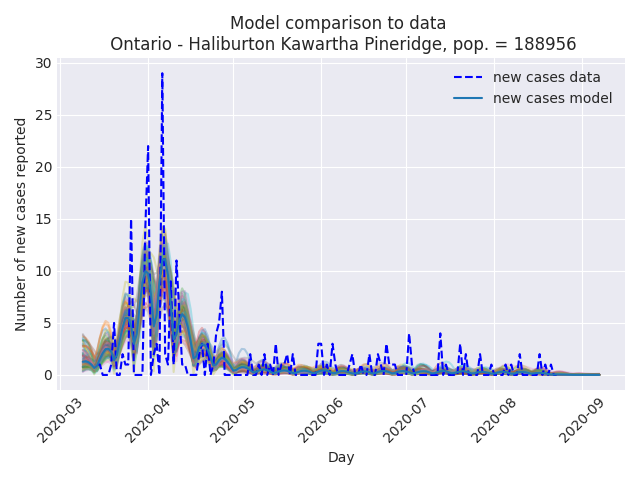 Model comparison to data
Ontario - Haliburton Kawartha Pineridge, pop. = 188956
new cases data
new cases model
Number of new cases reported
30
25
20
15
10
5
0
2020-03
2020-04
2020-05
2020-06
2020-07
2020-08
2020-09
Day